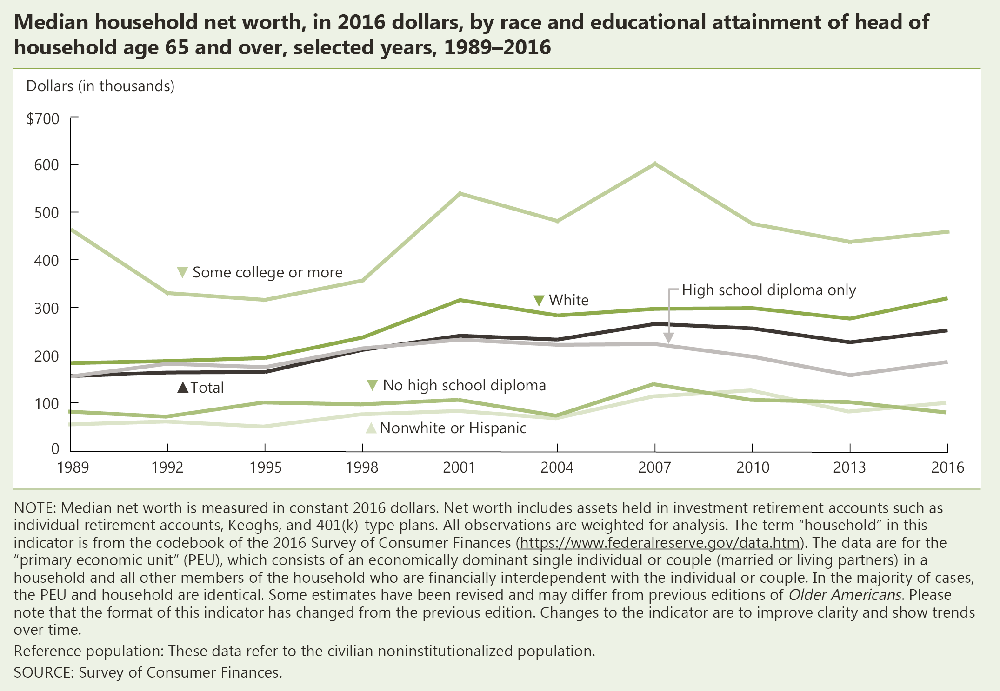 Median household net worth, in 2016 dollars, by race and educational attainment of head of
household age 65 and over, selected years, 1989–2016
Dollars (in thousands)
$700
600
500
400
300
200
100
0
Some college or more
White
High school diploma only
Total
No high school diploma
Nonwhite or Hispanic
1989 1992 1995 1998 2001 2004 2007 2010 2013 2016
NOTE: Median net worth is measured in constant 2016 dollars. Net worth includes assets held in investment retirement accounts such as
individual retirement accounts, Keoghs, and 401(k)-type plans. All observations are weighted for analysis. The term “household” in this
indicator is from the codebook of the 2016 Survey of Consumer Finances (https://www.federalreserve.gov/data.htm). The data are for the
“primary economic unit” (PEU), which consists of an economically dominant single individual or couple (married or living partners) in a
household and all other members of the household who are financially interdependent with the individual or couple. In the majority of cases,
the PEU and household are identical. Some estimates have been revised and may differ from previous editions of Older Americans. Please
note that the format of this indicator has changed from the previous edition. Changes to the indicator are to improve clarity and show trends
over time.
Reference population: These data refer to the civilian noninstitutionalized population.
SOURCE: Survey of Consumer Finances.